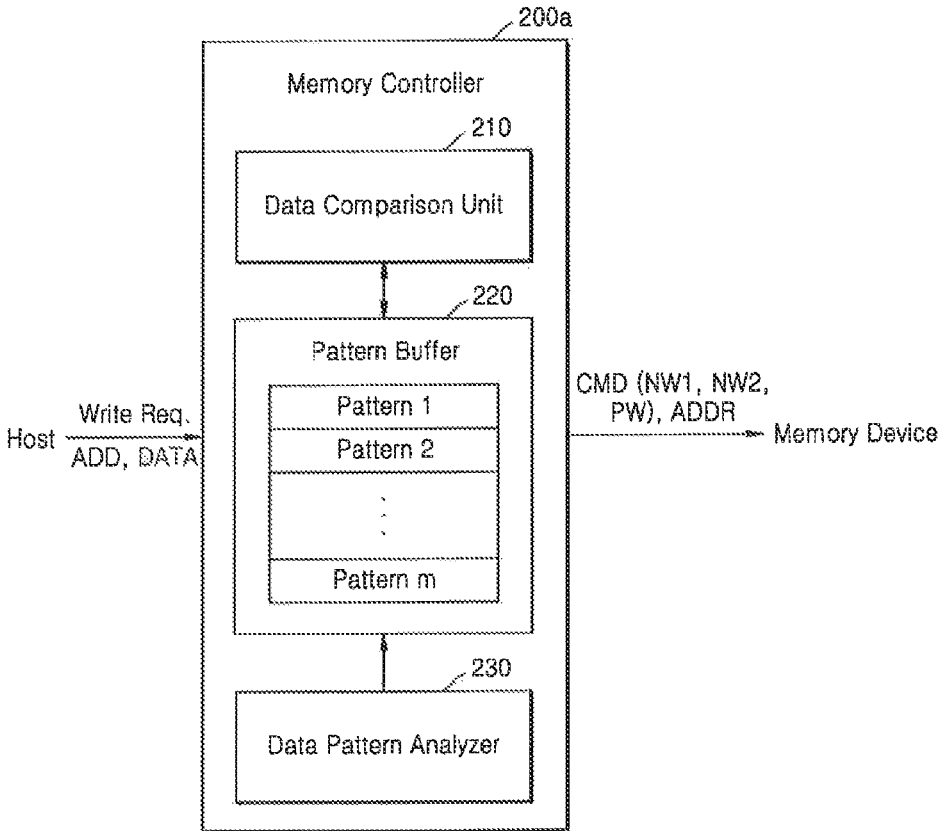 200a
Memory Controller
210
Data Comparison Unit
220
Pattern Buffer
Pattern 1
Pattern 2
Pattern m
Host
Write Req.
ADD, DATA
CMD (NW1, NW2,
PW), ADDR
Memory Device
230
Data Pattern Analyzer